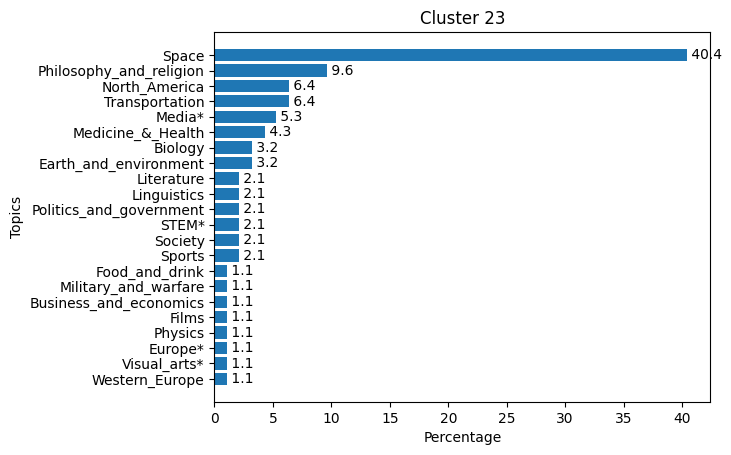 Cluster 23
Topics
Space 40.4
Philosophy_and_religion 9.6
North_America 6.4
Transportation 6.4
Media* 5.3
Medicine_&_Health 4.3
Biology 3.2
Earth_and_environment 3.2
Literature 2.1
Linguistics 2.1
Politics_and_government 2.1
STEM* 2.1
Society 2.1
Sports 2.1
Food_and_drink 1.1
Military_and_warfare 1.1
Business_and_economics 1.1
Films 1.1
Physics 1.1
Europe* 1.1
Visual_arts* 1.1
Western_Europe 1.1
0 5 10 15 20 25 30 35 40
Percentage